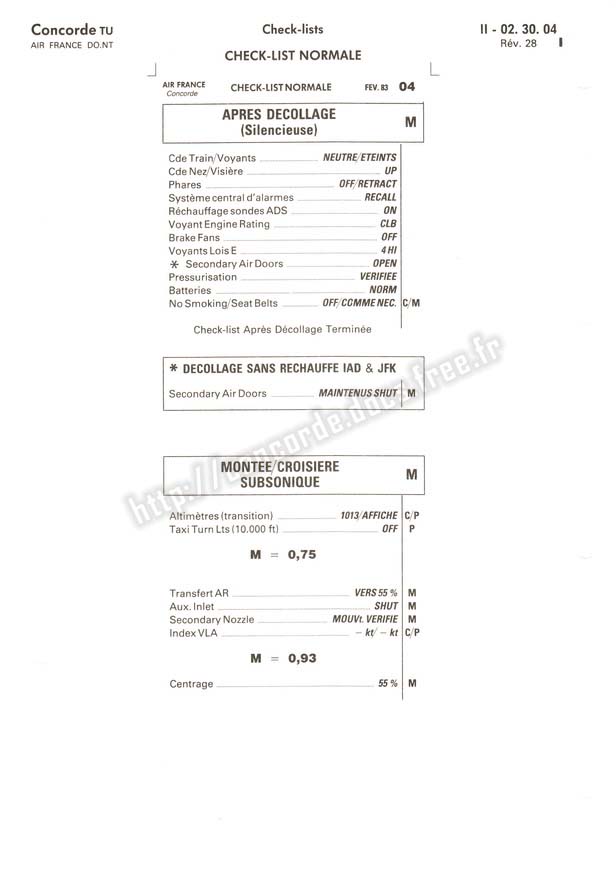 Concorde TU
AIR FRANCE DO.NT
Check-lists
II - 02. 30. 04
Rév. 28
CHECK-LIST NORMALE
AIR FRANCE
Concorde
CHECK-LIST NORMALE
FEV. 83 04
APRES DECOLLAGE
(Silencieuse)
M
Cde Train/Voyants NEUTRE/ETEINTS
Cde Nez/Visière UP
Phares OFF/RETRACT
Système central d'alarmes RECALL
Réchauffage sondes ADS ON
Voyant Engine Rating CLB
Brake Fans OFF
Voyants Lois E 4 HI
* Secondary Air Doors OPEN
Pressurisation VERIFIEE
Batteries NORM
No Smoking/Seat Belts OFF/COMME NEC. C/M
Check-list Après Décollage Terminée
* DECOLLAGE SANS RECHAUFFE IAD & JFK
Secondary Air Doors MAINTENUS SHUT M
MONTEE/CROISIERE
SUBSONIQUE
M
Altimètres (transition) 1013/AFFICHE C/P
Taxi Turn Lts (10.000 ft) OFF P
M = 0,75
Transfert AR VERS 55 % M
Aux. Inlet SHUT M
Secondary Nozzle MOUVt. VERIFIE M
Index VLA – kt/ – kt C/P
M = 0,93
Centrage 55 % M
http://concorde.docs.free.fr